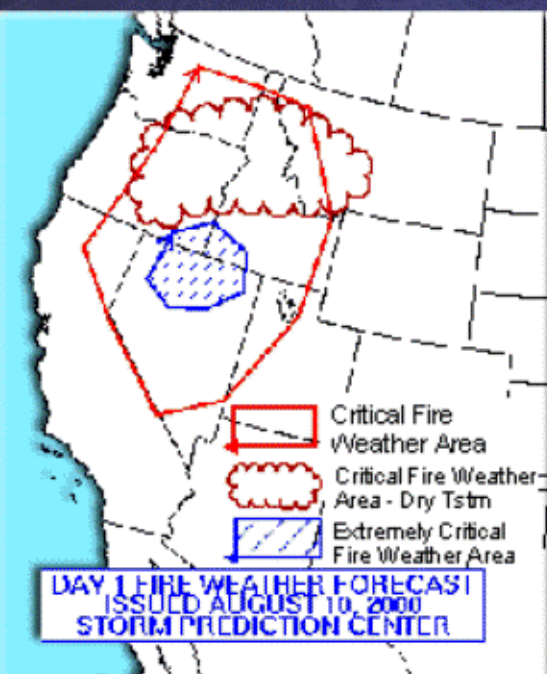 Critical Fire
Weather Area
Critical Fire Weather
Area - Dry Tstm
Extremely Critical
Fire Weather Area
DAY 1 FIRE WEATHER FORECAST
ISSUED AUGUST 10, 2000
STORM PREDICTION CENTER